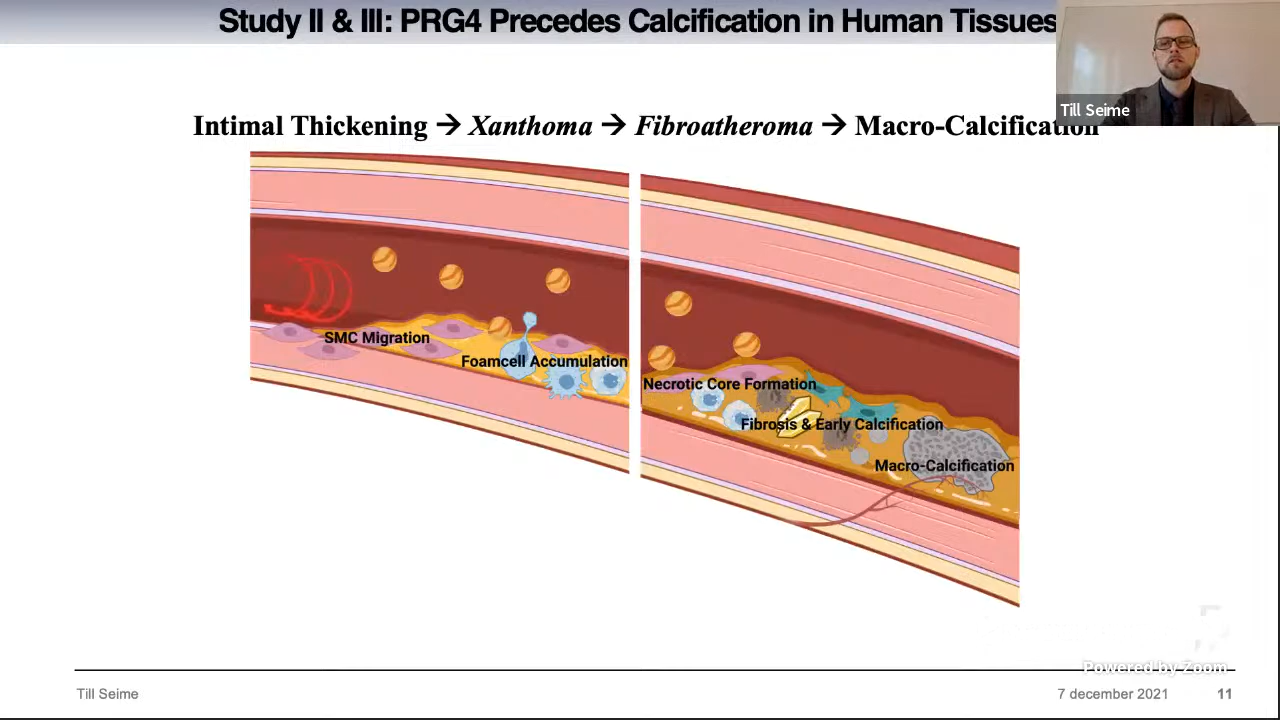 Study II & III: PRG4 Precedes Calcification in Human Tissues
Till Seime
Intimal Thickening → Xanthoma → Fibroatheroma → Macro-Calcification
SMC Migration
Foamcell Accumulation
Necrotic Core Formation
Fibrosis & Early Calcification
Macro-Calcification
Powered by Zoom
Till Seime
7 december 2021
11